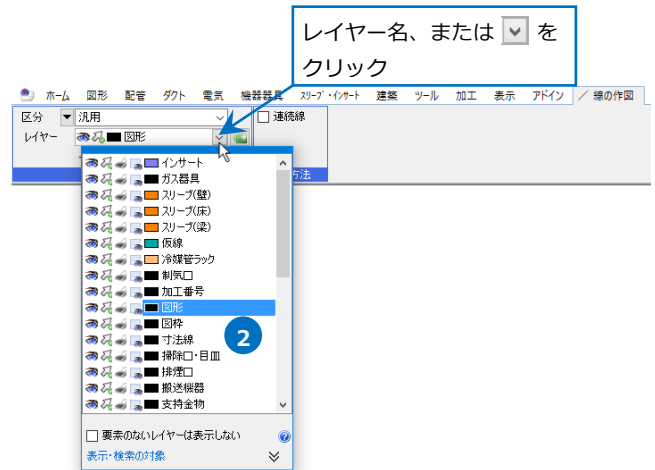 レイヤー名、または を
クリック
ホーム 図形 配管 ダクト 電気 機器器具 スリーブ・インサート 建築 ツール 加工 表示 アドイン 線の作図
区分 汎用 連続線
レイヤー 図形
方法
インサート
ガス器具
スリーブ(壁)
スリーブ(床)
スリーブ(梁)
仮線
冷媒管ラック
制気口
加工番号
図形
図枠
寸法線
掃除口・目皿
排煙口
搬送機器
支持金物
2
要素のないレイヤーは表示しない
表示・検索の対象